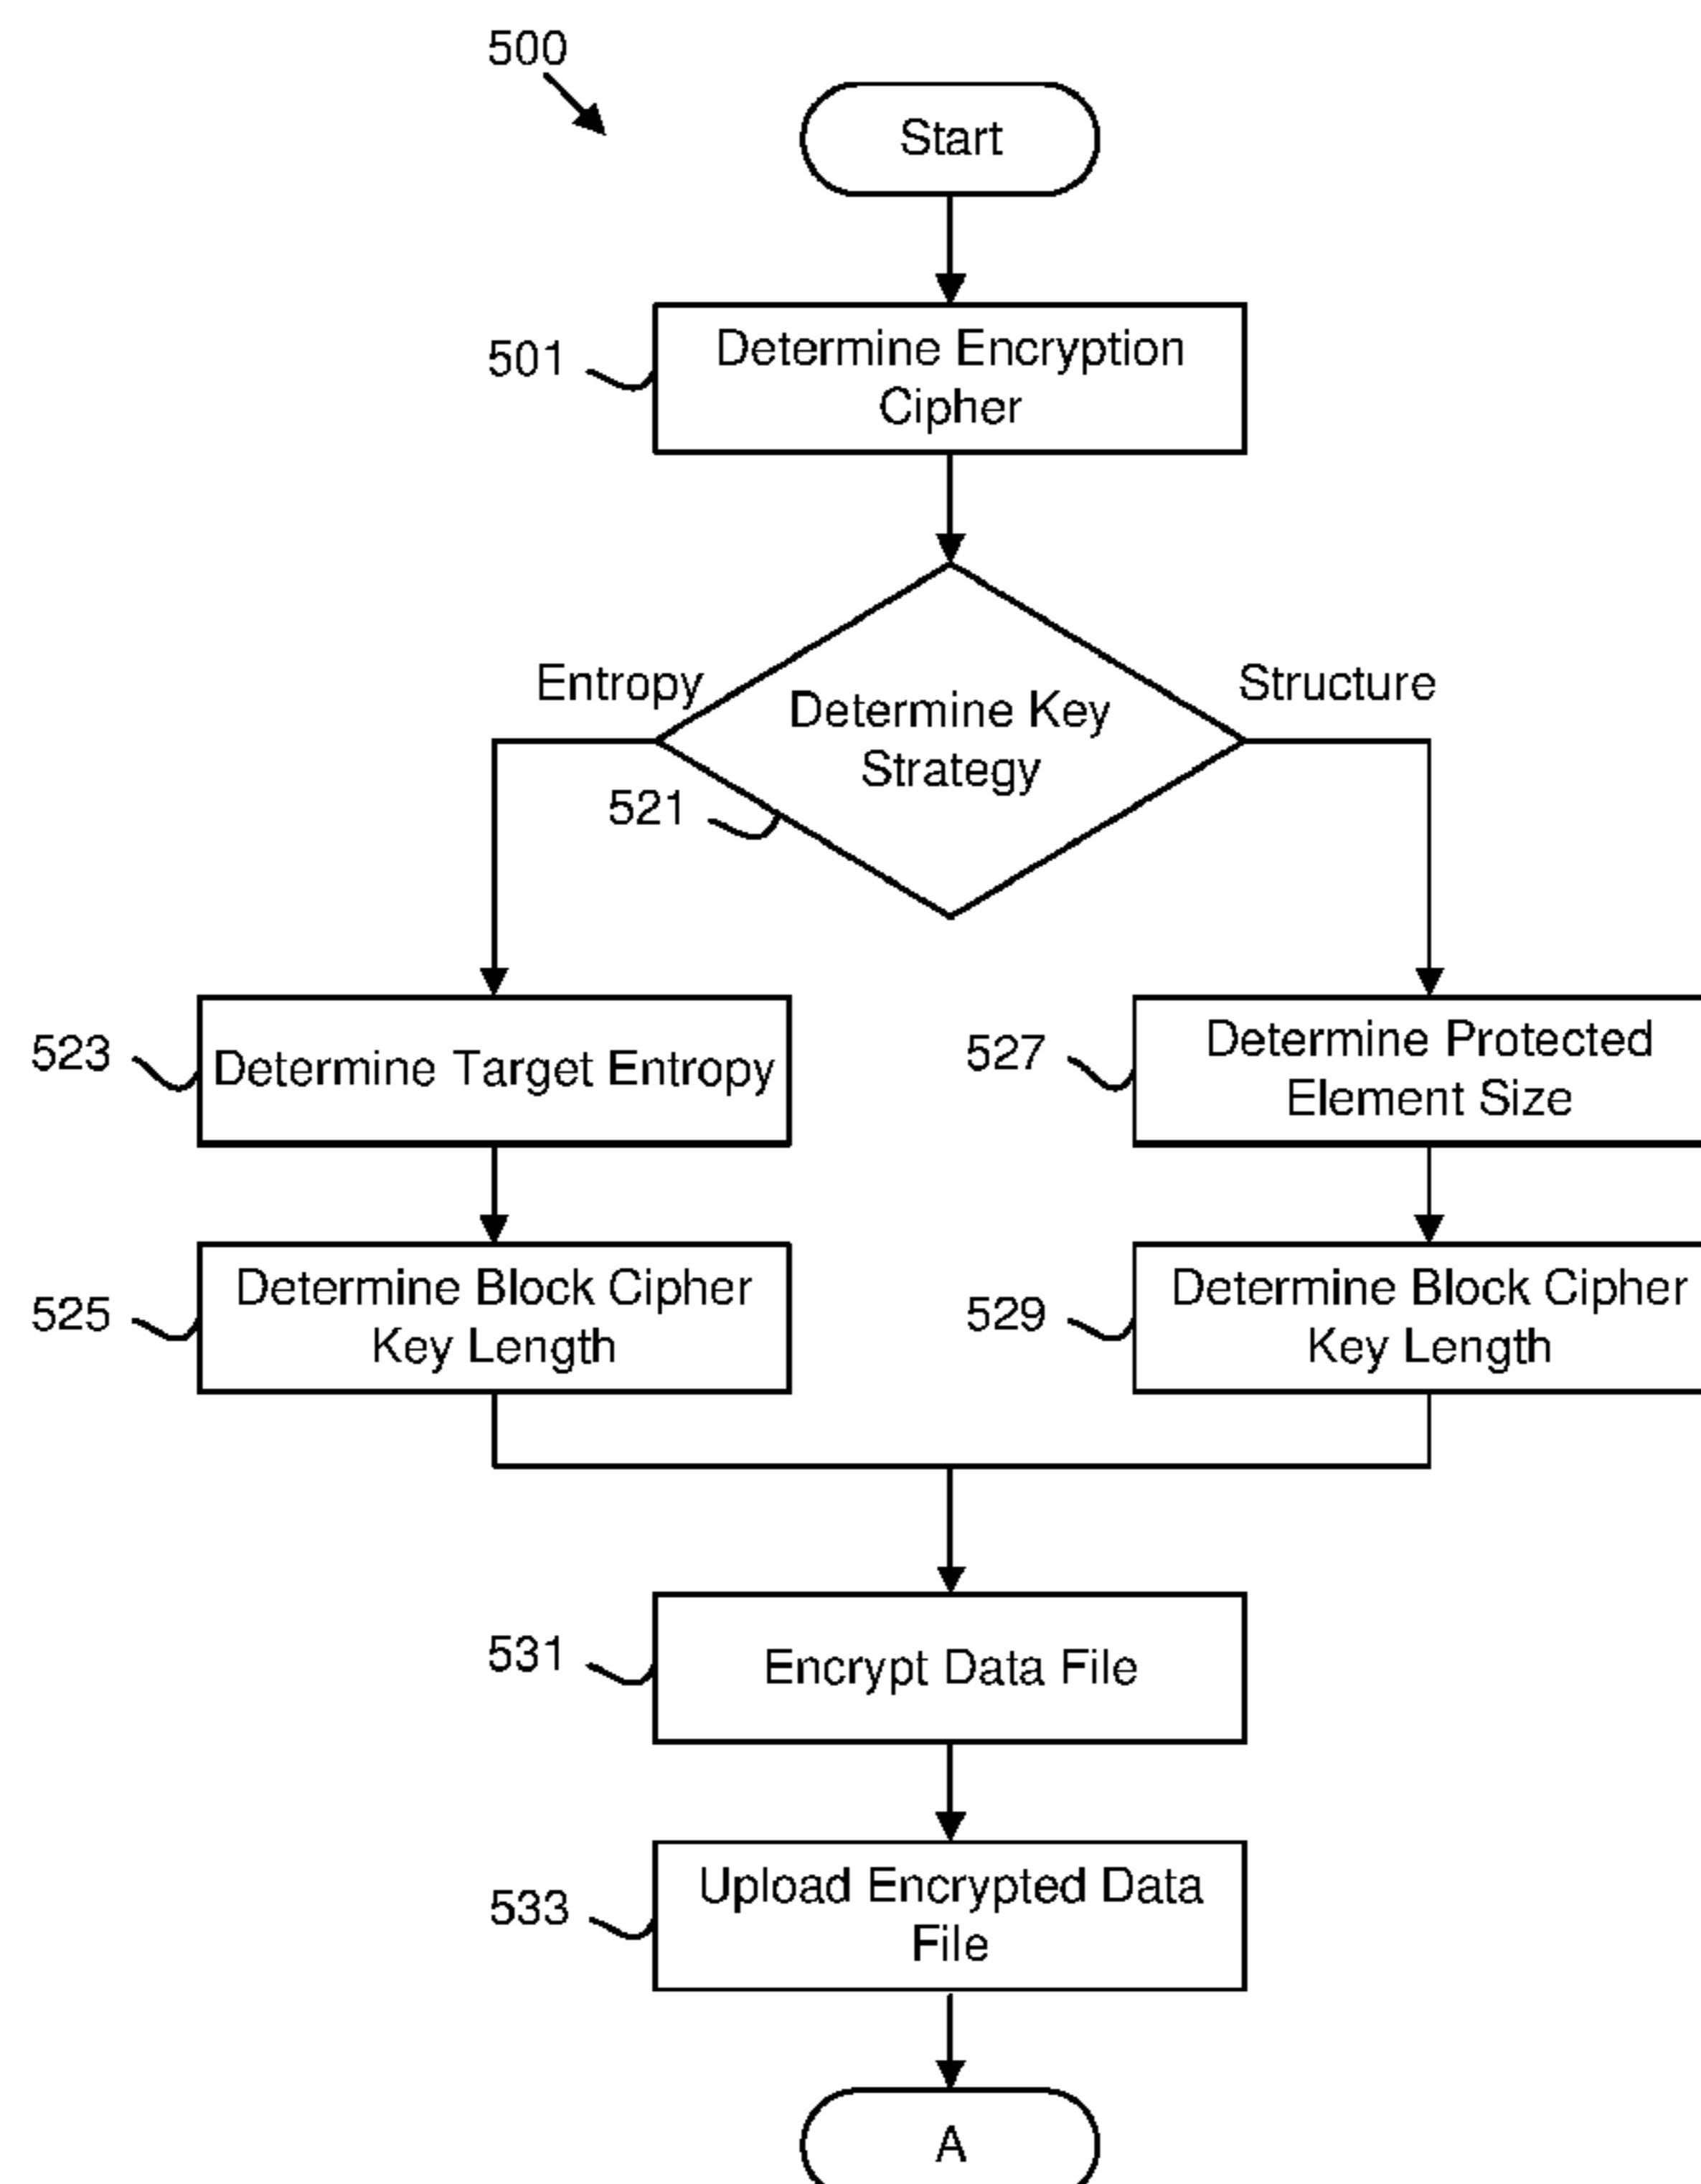 500
Start
501
Determine Encryption
Cipher
Entropy
Structure
Determine Key
Strategy
521
523
Determine Target Entropy
527
Determine Protected
Element Size
525
Determine Block Cipher
Key Length
529
Determine Block Cipher
Key Length
531
Encrypt Data File
533
Upload Encrypted Data
File
A